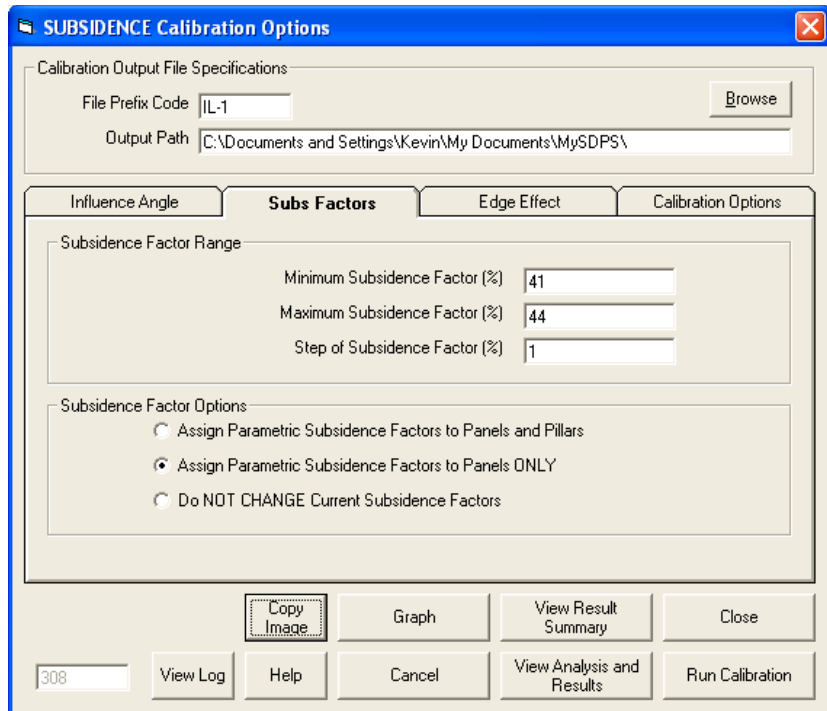 SUBSIDENCE Calibration Options
Calibration Output File Specifications
File Prefix Code IL-1
Browse
Output Path C:\Documents and Settings\Kevin\My Documents\MySDPS\
Influence Angle Subs Factors Edge Effect Calibration Options
Subsidence Factor Range
Minimum Subsidence Factor (%) 41
Maximum Subsidence Factor (%) 44
Step of Subsidence Factor (%) 1
Subsidence Factor Options
Assign Parametric Subsidence Factors to Panels and Pillars
Assign Parametric Subsidence Factors to Panels ONLY
Do NOT CHANGE Current Subsidence Factors
Copy
Image
Graph
View Result
Summary
Close
308
View Log
Help
Cancel
View Analysis and
Results
Run Calibration